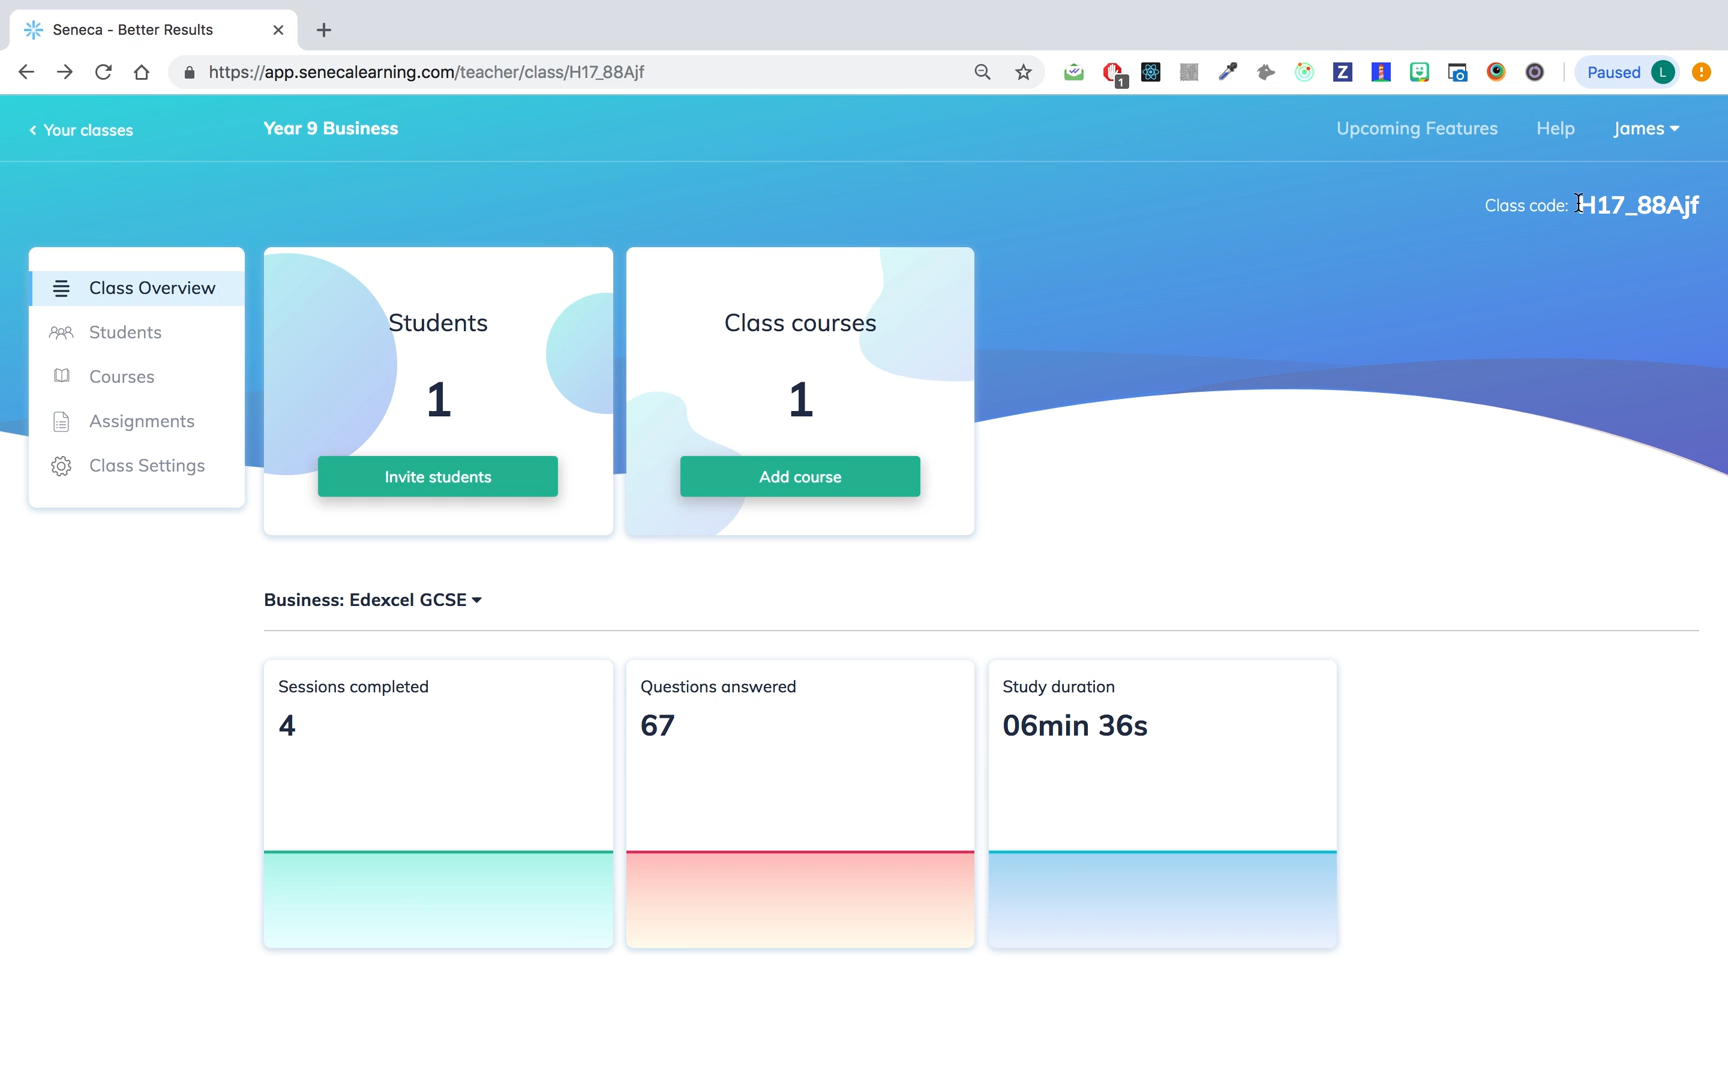 Seneca - Better Results
https://app.senecalearning.com/teacher/class/H17_88Ajf
1
Z
Paused
L
Your classes
Year 9 Business
Upcoming Features
Help
James
Class code: H17_88Ajf
Class Overview
Students
Courses
Assignments
Class Settings
Students
1
Invite students
Class courses
1
Add course
Business: Edexcel GCSE
Sessions completed
4
Questions answered
67
Study duration
06min 36s